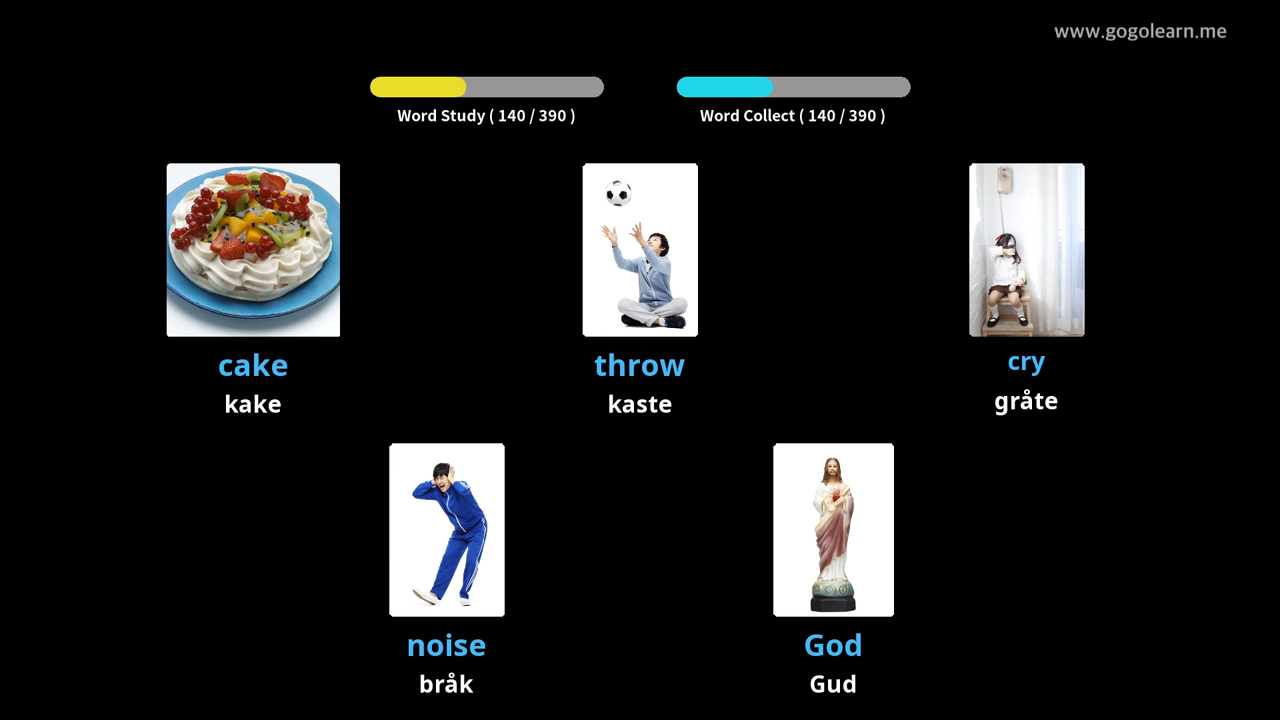 www.gogolearn.me
Word Study ( 140 / 390 )
Word Collect ( 140 / 390 )
cake
kake
throw
kaste
cry
gråte
noise
bråk
God
Gud